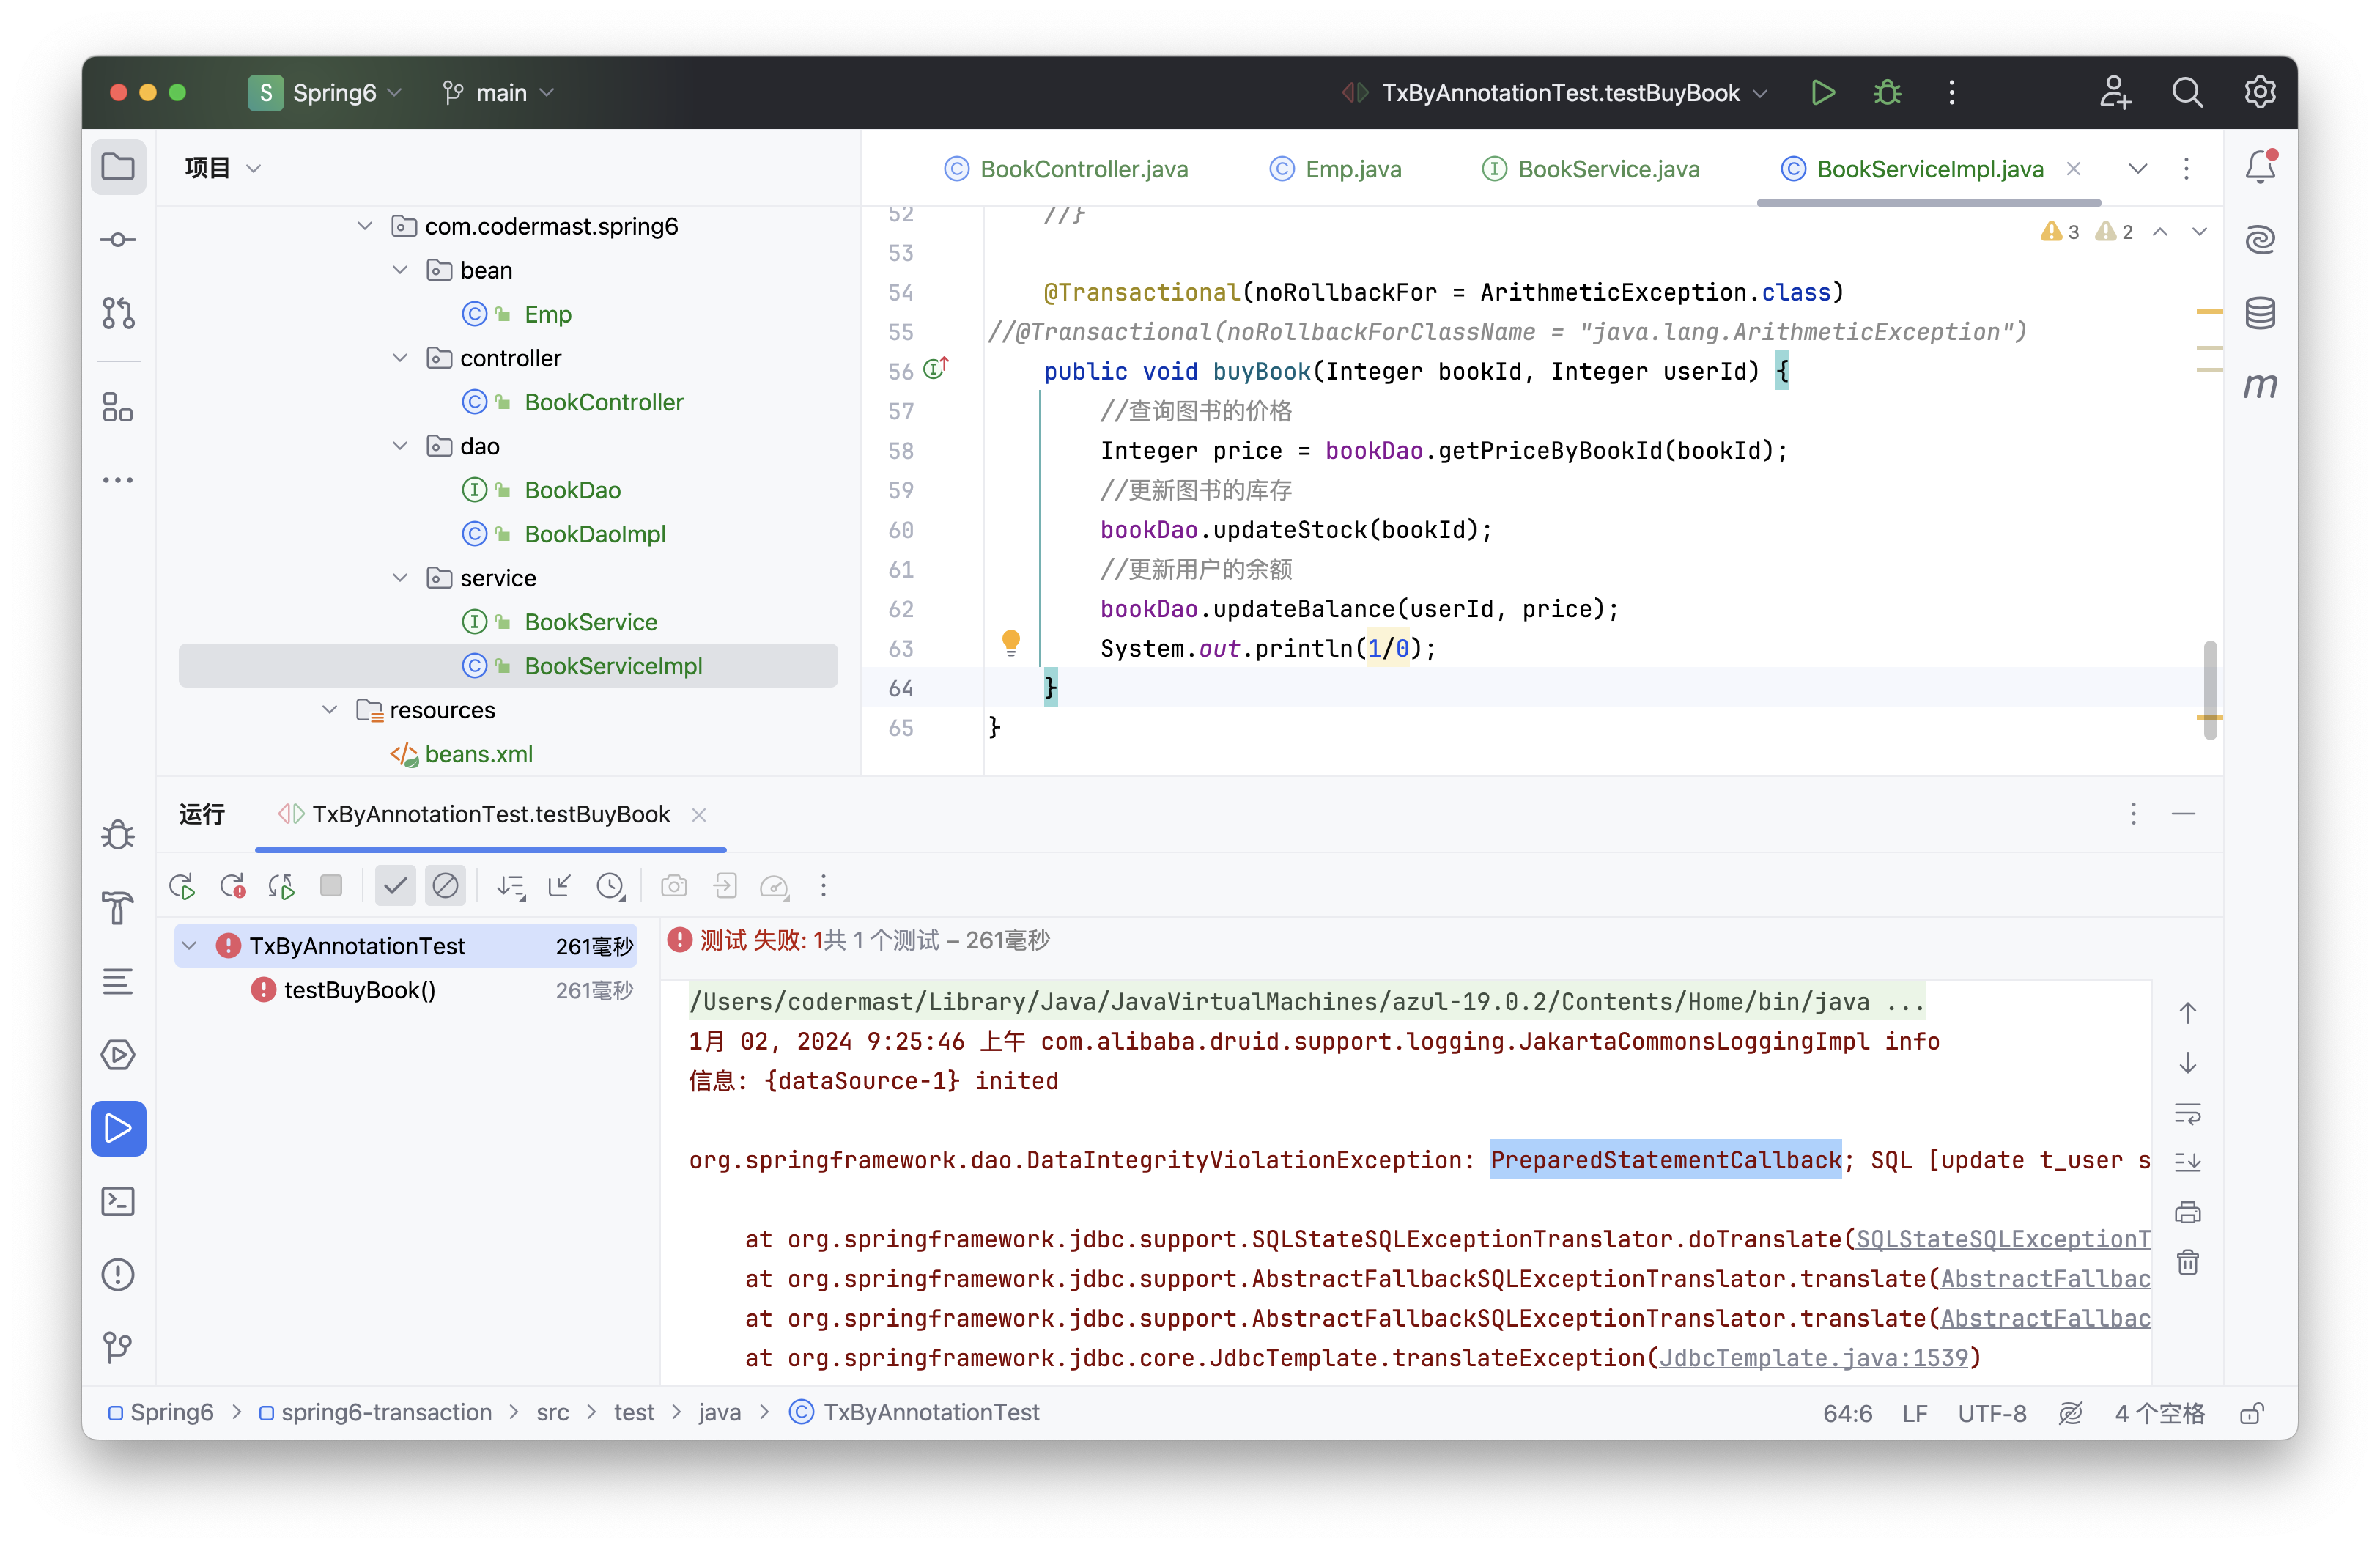 S Spring6 main TxByAnnotationTest.testBuyBook
项目
com.codermast.spring6
bean
Emp
controller
BookController
dao
BookDao
BookDaoImpl
service
BookService
BookServiceImpl
resources
beans.xml
BookController.java Emp.java BookService.java BookServiceImpl.java
3 2
52 //}
53
54 @Transactional(noRollbackFor = ArithmeticException.class)
55 //@Transactional(noRollbackForClassName = "java.lang.ArithmeticException")
56 public void buyBook(Integer bookId, Integer userId) {
57 //查询图书的价格
58 Integer price = bookDao.getPriceByBookId(bookId);
59 //更新图书的库存
60 bookDao.updateStock(bookId);
61 //更新用户的余额
62 bookDao.updateBalance(userId, price);
63 System.out.println(1/0);
64 }
65 }
运行 TxByAnnotationTest.testBuyBook
TxByAnnotationTest 261毫秒
testBuyBook() 261毫秒
测试 失败: 1共 1 个测试 – 261毫秒
/Users/codermast/Library/Java/JavaVirtualMachines/azul-19.0.2/Contents/Home/bin/java ...
1月 02, 2024 9:25:46 上午 com.alibaba.druid.support.logging.JakartaCommonsLoggingImpl info
信息: {dataSource-1} inited
org.springframework.dao.DataIntegrityViolationException: PreparedStatementCallback; SQL [update t_user s
at org.springframework.jdbc.support.SQLStateSQLExceptionTranslator.doTranslate(SQLStateSQLExceptionT
at org.springframework.jdbc.support.AbstractFallbackSQLExceptionTranslator.translate(AbstractFallbac
at org.springframework.jdbc.support.AbstractFallbackSQLExceptionTranslator.translate(AbstractFallbac
at org.springframework.jdbc.core.JdbcTemplate.translateException(JdbcTemplate.java:1539)
Spring6 > spring6-transaction > src > test > java > TxByAnnotationTest
64:6 LF UTF-8 4 个空格